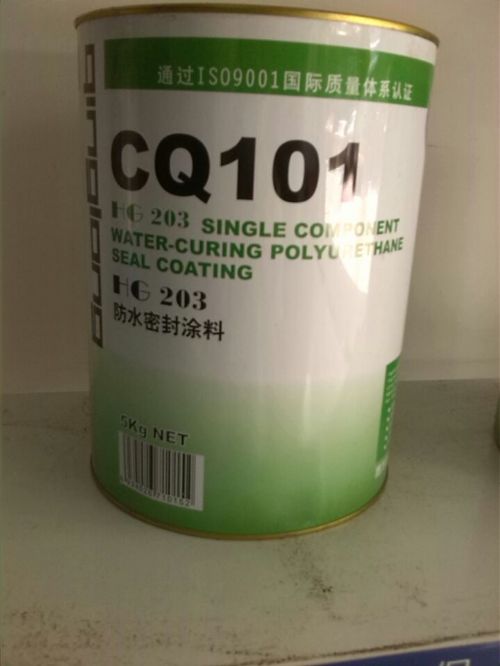 通过ISO9001国际质量体系认证
CQ101
HG 203 SINGLE COMPONENT
WATER-CURING POLYURETHANE
SEAL COATING
HG 203
防水密封涂料
5Kg NET